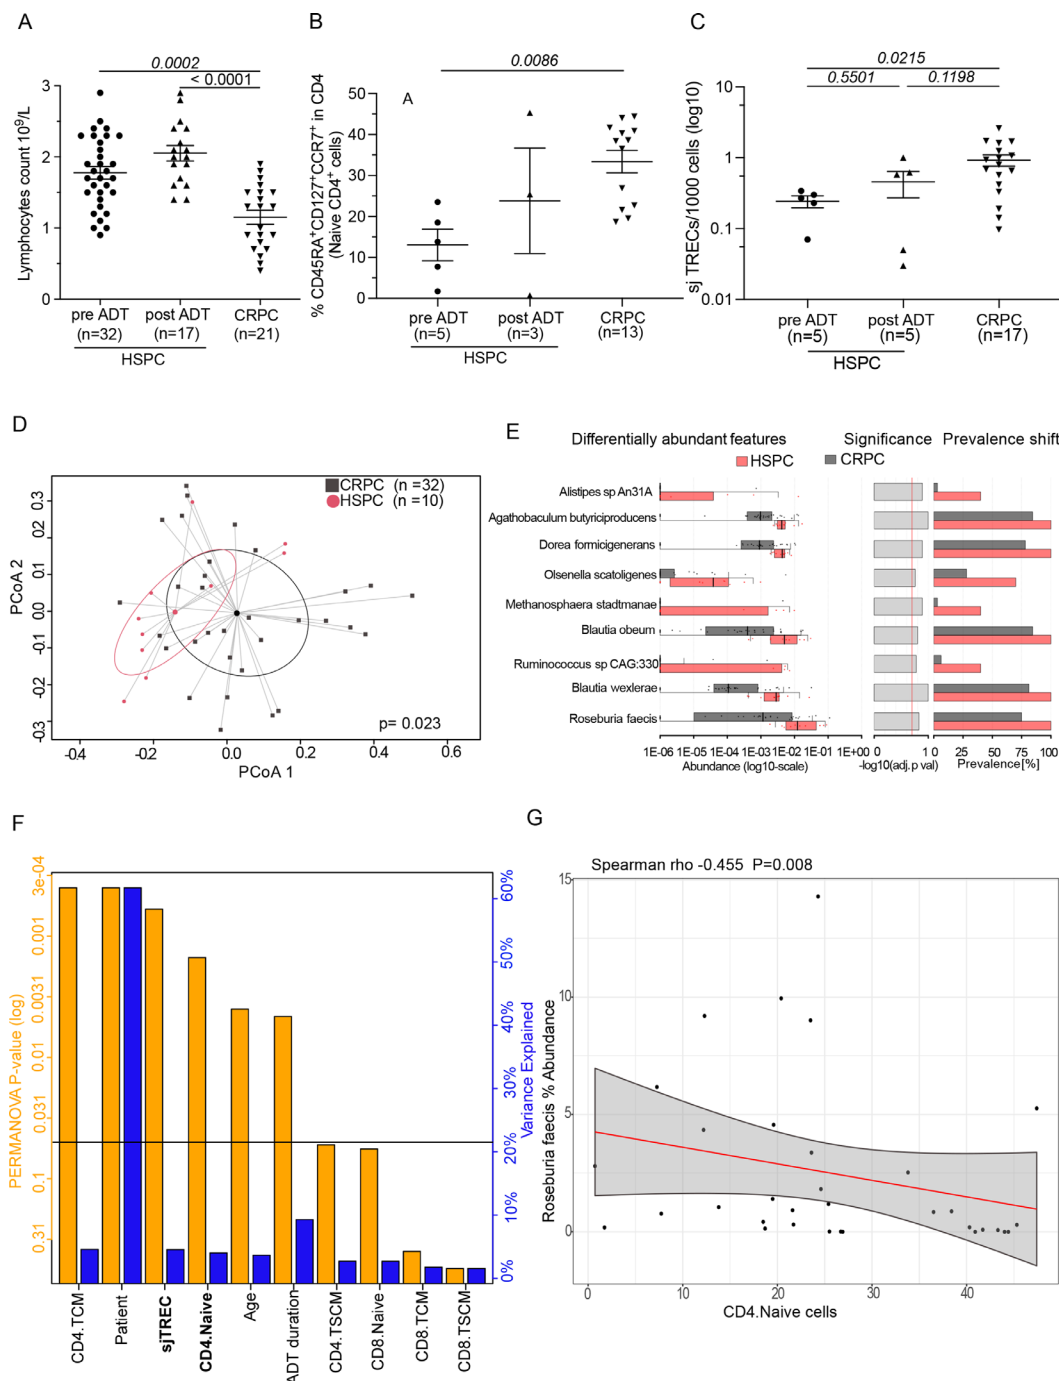 A
0.0002
< 0.0001
Lymphocytes count 10⁹/L
3
2
1
0
pre ADT
(n=32)
post ADT
(n=17)
CRPC
(n=21)
HSPC
B
0.0086
A
% CD45RA⁺CD127⁺CCR7⁺ in CD4
(Naive CD4⁺ cells)
50
40
30
20
10
0
pre ADT
(n=5)
post ADT
(n=3)
CRPC
(n=13)
HSPC
C
0.0215
0.5501
0.1198
sj TRECs/1000 cells (log10)
10
1
0.1
0.01
pre ADT
(n=5)
post ADT
(n=5)
CRPC
(n=17)
HSPC
D
CRPC (n =32)
HSPC (n =10)
PCoA 2
0.3
0.2
0.1
0.0
-0.1
-0.2
-0.3
p= 0.023
-0.4
-0.2
0.0
0.2
0.4
0.6
PCoA 1
E
Differentially abundant features
Significance
Prevalence shift
HSPC
CRPC
Alistipes sp An31A
Agathobaculum butyriciproducens
Dorea formicigenerans
Olsenella scatoligenes
Methanosphaera stadtmanae
Blautia obeum
Ruminococcus sp CAG:330
Blautia wexlerae
Roseburia faecis
1E-06 1E-05 1E-04 1E-03 1E-02 1E-01 1E+00
Abundance (log10-scale)
0 1
-log10(adj.p val)
0 25 50 75 100
Prevalence[%]
F
PERMANOVA P-value (log)
3e-04
0.001
0.0031
0.01
0.031
0.1
0.31
Variance Explained
60%
50%
40%
30%
20%
10%
0%
CD4.TCM
Patient
sjTREC
CD4.Naive
Age
ADT duration
CD4.TSCM
CD8.Naive
CD8.TCM
CD8.TSCM
G
Spearman rho -0.455 P=0.008
Roseburia faecis % Abundance
15
10
5
0
0
10
20
30
40
CD4.Naive cells